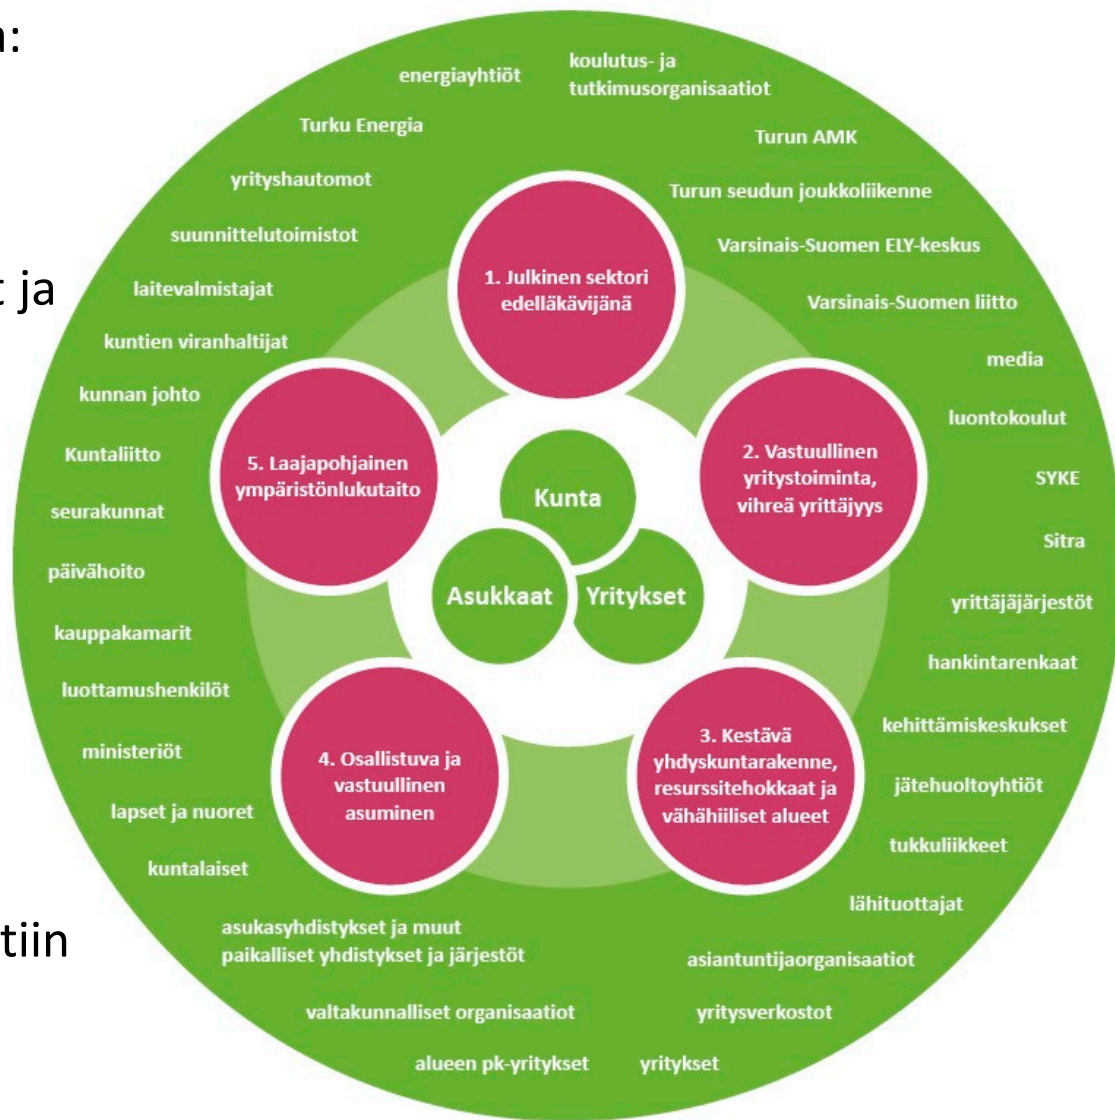 t ja
tiin
energiayhtiöt
Turku Energia
yrityshautomot
suunnittelutoimistot
laitevalmistajat
kuntien viranhaltijat
kunnan johto
Kuntaliitto
seurakunnat
päivähoito
kauppakamarit
luottamushenkilöt
ministeriöt
lapset ja nuoret
kuntalaiset
asukasyhdistykset ja muut
paikalliset yhdistykset ja järjestöt
valtakunnalliset organisaatiot
alueen pk-yritykset
koulutus- ja
tutkimusorganisaatiot
Turun AMK
Turun seudun joukkoliikenne
Varsinais-Suomen ELY-keskus
Varsinais-Suomen liitto
media
luontokoulut
SYKE
Sitra
yrittäjäjärjestöt
hankintarenkaat
kehittämiskeskukset
jätehuoltoyhtiöt
tukkuliikkeet
lähituottajat
asiantuntijaorganisaatiot
yritysverkostot
yritykset
1. Julkinen sektori
edelläkävijänä
2. Vastuullinen
yritystoiminta,
vihreä yrittäjyys
3. Kestävä
yhdyskuntarakenne,
resurssitehokkaat ja
vähähiiliset alueet
4. Osallistuva ja
vastuullinen
asuminen
5. Laajapohjainen
ympäristönlukutaito
Kunta
Asukkaat
Yritykset